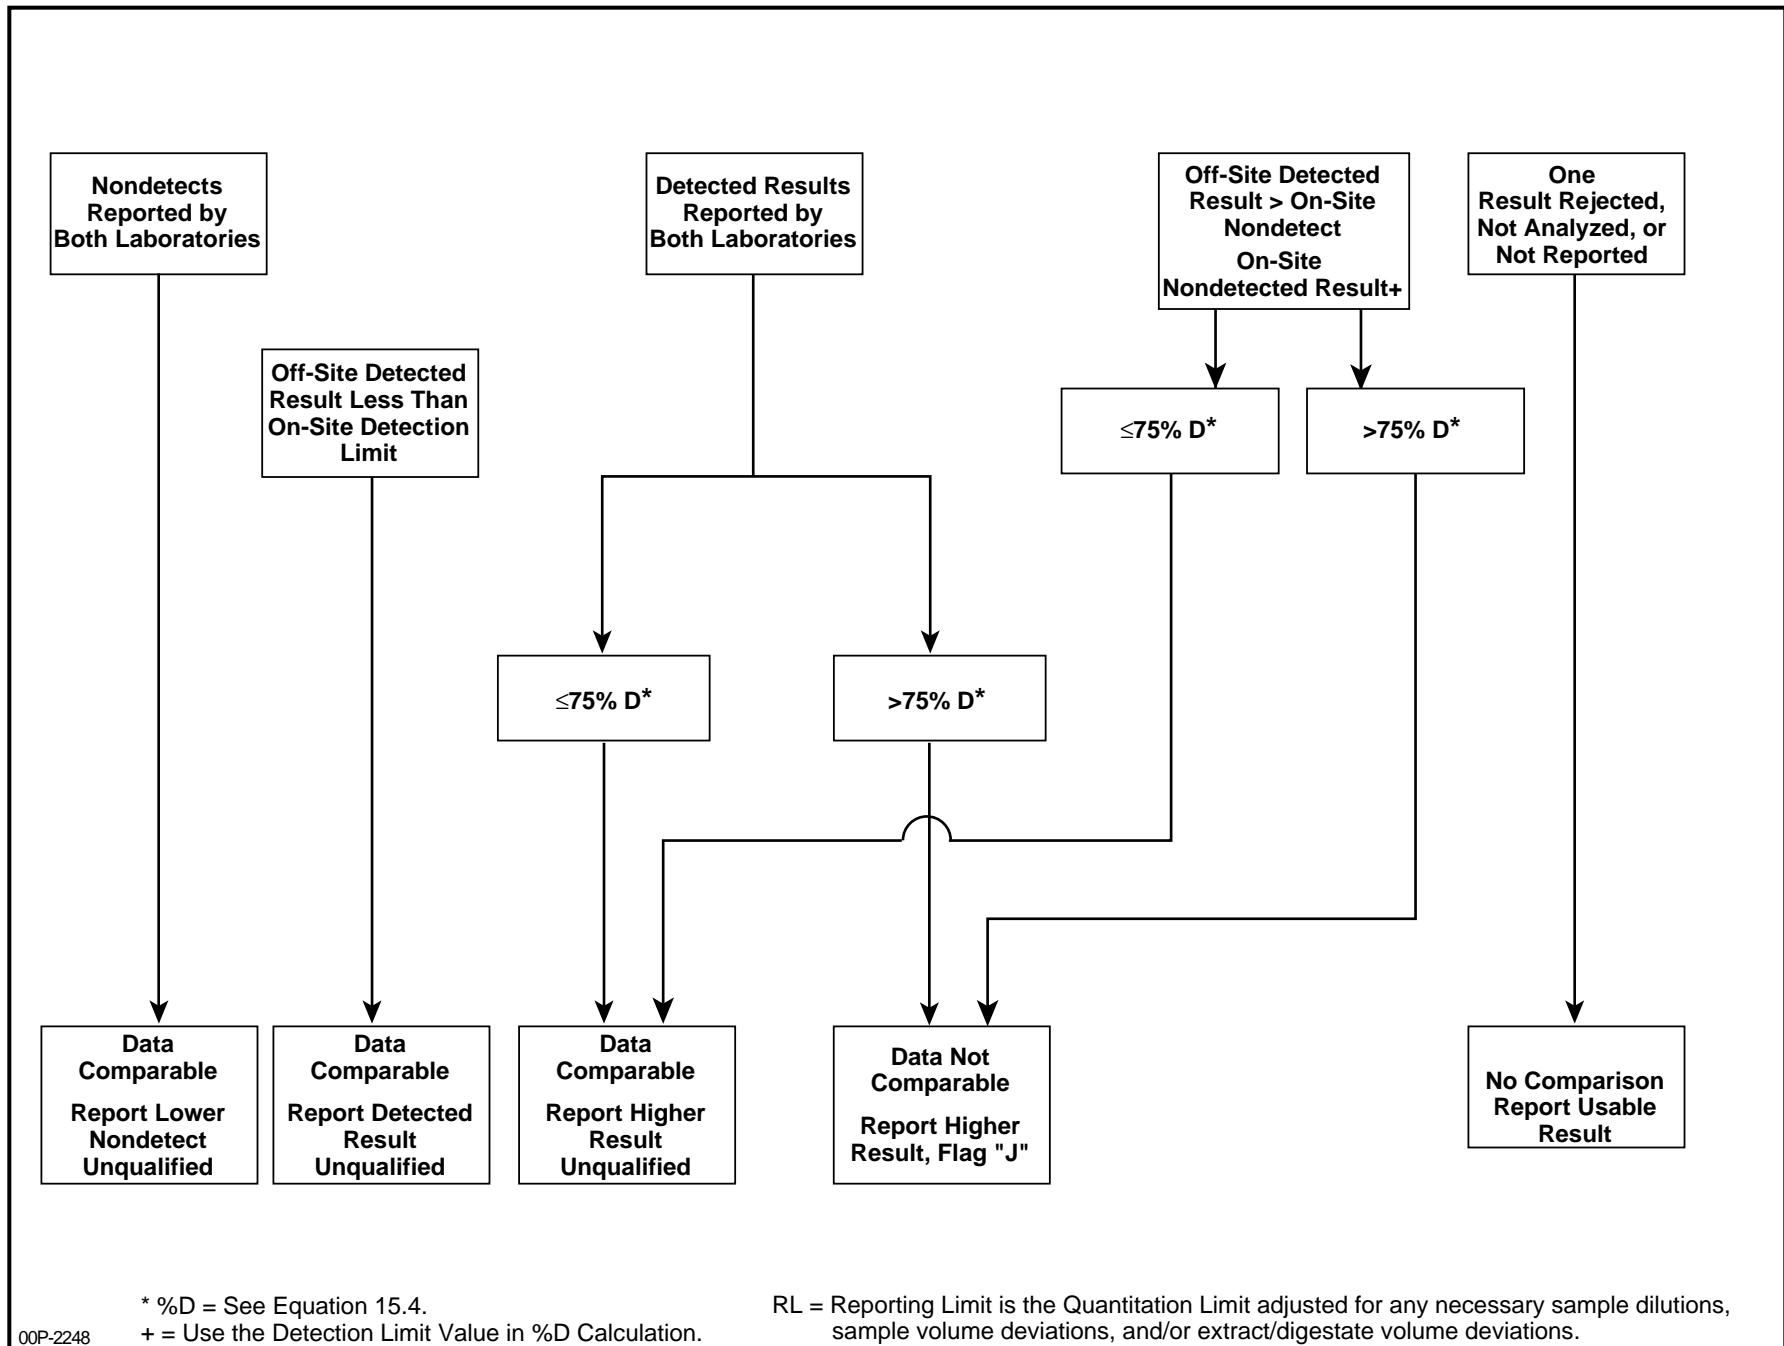 Nondetects
Reported by
Both Laboratories
Detected Results
Reported by
Both Laboratories
Off-Site Detected
Result > On-Site
Nondetect
On-Site
Nondetected Result+
One
Result Rejected,
Not Analyzed, or
Not Reported
Off-Site Detected
Result Less Than
On-Site Detection
Limit
≤75% D*
>75% D*
≤75% D*
>75% D*
Data
Comparable
Report Lower
Nondetect
Unqualified
Data
Comparable
Report Detected
Result
Unqualified
Data
Comparable
Report Higher
Result
Unqualified
Data Not
Comparable
Report Higher
Result, Flag "J"
No Comparison
Report Usable
Result
* %D = See Equation 15.4.
+ = Use the Detection Limit Value in %D Calculation.
RL = Reporting Limit is the Quantitation Limit adjusted for any necessary sample dilutions,
sample volume deviations, and/or extract/digestate volume deviations.
00P-2248